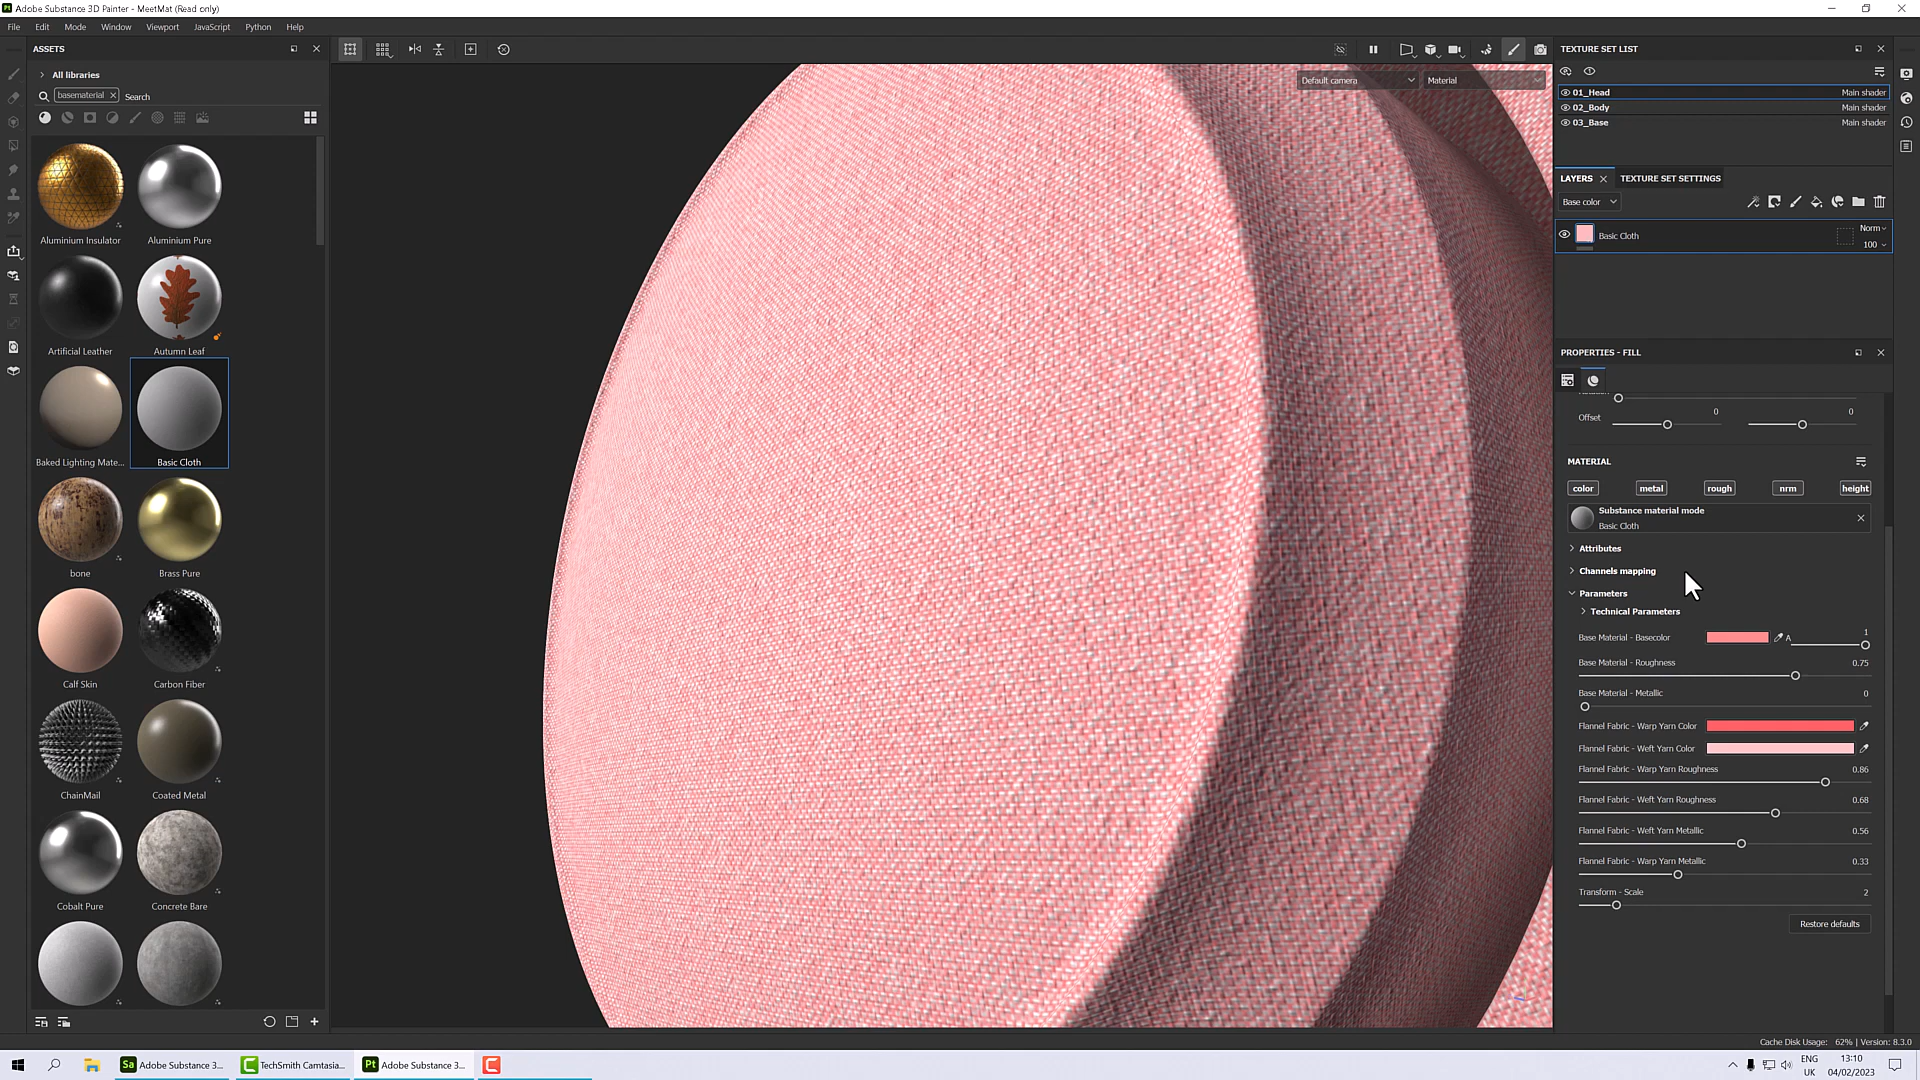 Adobe Substance 3D Painter - MeetMat (Read only)
File Edit Mode Window Viewport JavaScript Python Help
ASSETS
All libraries
basematerial Search
Aluminium Insulator Aluminium Pure
Artificial Leather Autumn Leaf
Baked Lighting Mate... Basic Cloth
bone Brass Pure
Calf Skin Carbon Fiber
ChainMail Coated Metal
Cobalt Pure Concrete Bare
Default camera Material
TEXTURE SET LIST
01_Head Main shader
02_Body Main shader
03_Base Main shader
LAYERS TEXTURE SET SETTINGS
Base color
Basic Cloth Norm
100
PROPERTIES - FILL
Offset 0 0
MATERIAL
color metal rough nrm height
Substance material mode
Basic Cloth
Attributes
Channels mapping
Parameters
Technical Parameters
Base Material - Basecolor A 1
Base Material - Roughness 0.75
Base Material - Metallic 0
Flannel Fabric - Warp Yarn Color
Flannel Fabric - Weft Yarn Color
Flannel Fabric - Warp Yarn Roughness 0.86
Flannel Fabric - Weft Yarn Roughness 0.68
Flannel Fabric - Weft Yarn Metallic 0.56
Flannel Fabric - Warp Yarn Metallic 0.33
Transform - Scale 2
Restore defaults
Cache Disk Usage: 62% | Version: 8.3.0
Sa Adobe Substance 3... TechSmith Camtasia... Pt Adobe Substance 3...
ENG 13:10
UK 04/02/2023